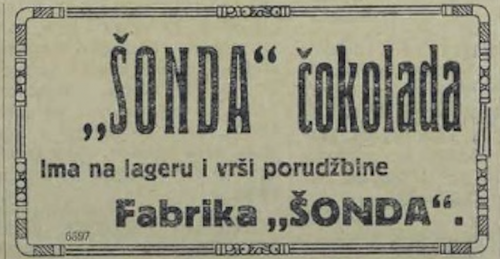 „ŠONDA“ čokolada
Ima na lageru i vrši porudžbine
Fabrika „ŠONDA“.
6597